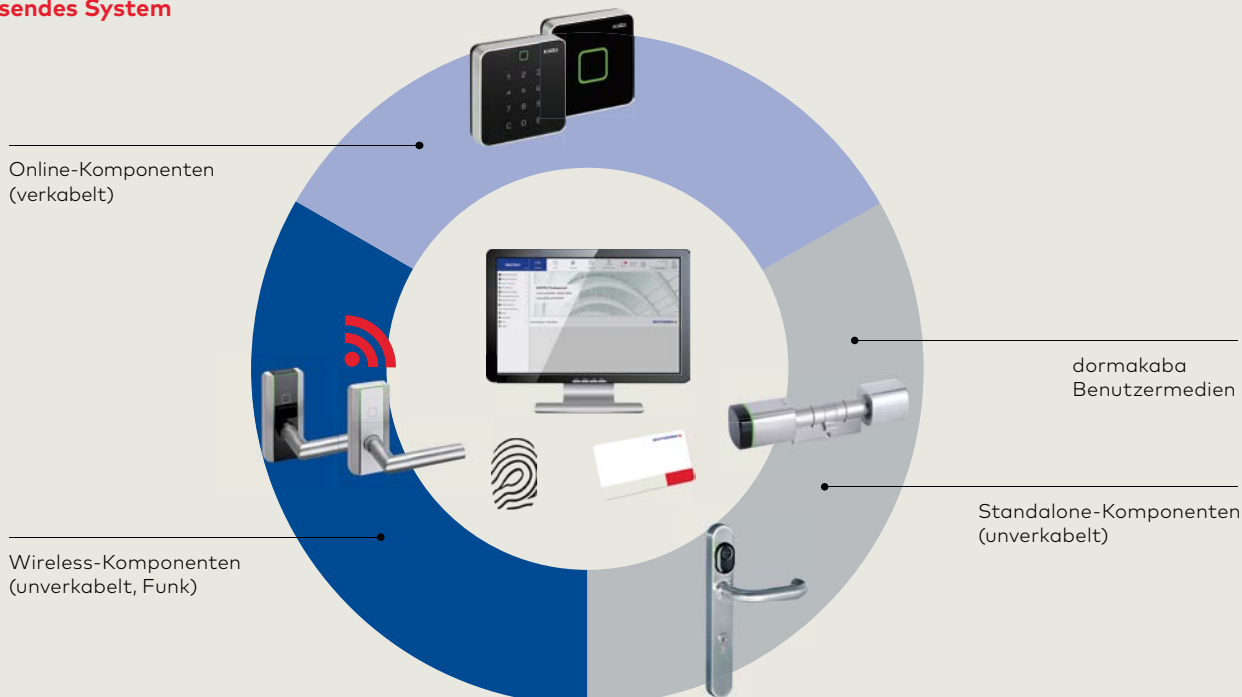 sendes System
Online-Komponenten
(verkabelt)
dormakaba
Benutzermedien
Standalone-Komponenten
(unverkabelt)
Wireless-Komponenten
(unverkabelt, Funk)